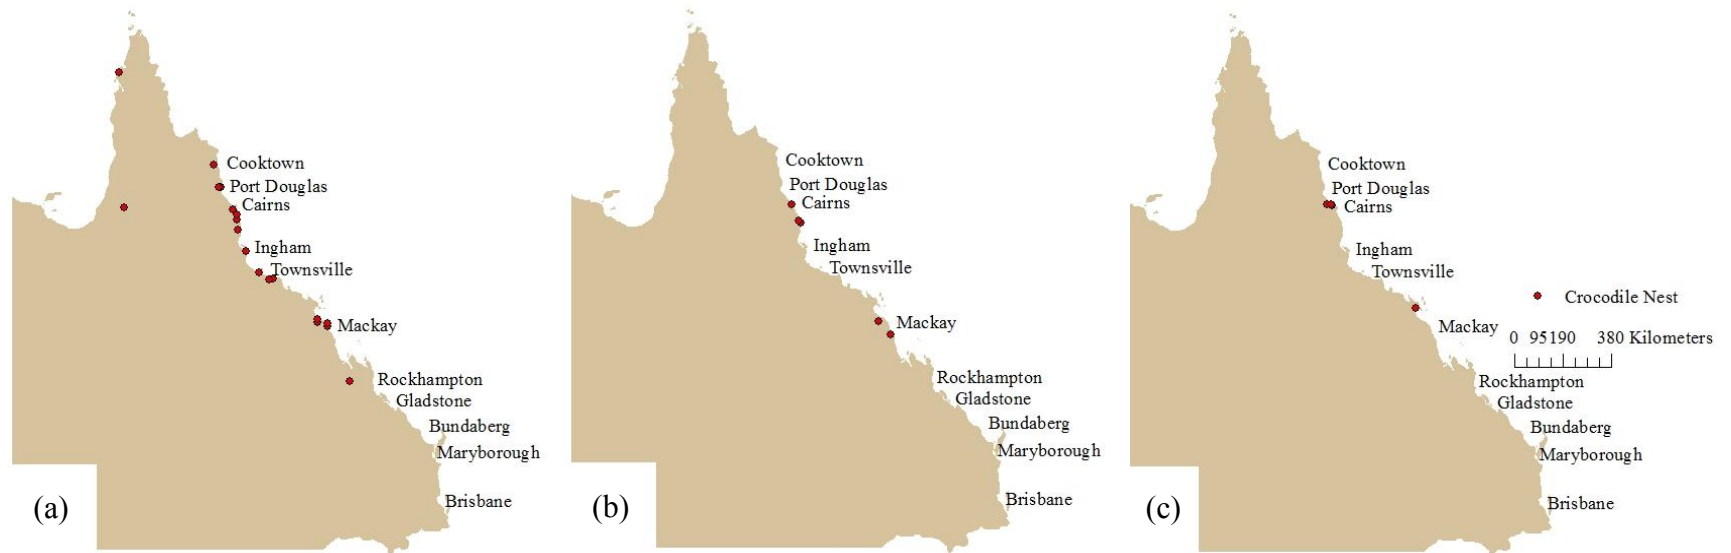 Cooktown
Port Douglas
Cairns
Ingham
Townsville
Mackay
Rockhampton
Gladstone
Bundaberg
Maryborough
Brisbane
(a)
Cooktown
Port Douglas
Cairns
Ingham
Townsville
Mackay
Rockhampton
Gladstone
Bundaberg
Maryborough
Brisbane
(b)
Cooktown
Port Douglas
Cairns
Ingham
Townsville
Mackay
Rockhampton
Gladstone
Bundaberg
Maryborough
Brisbane
(c)
Crocodile Nest
0 95190 380 Kilometers